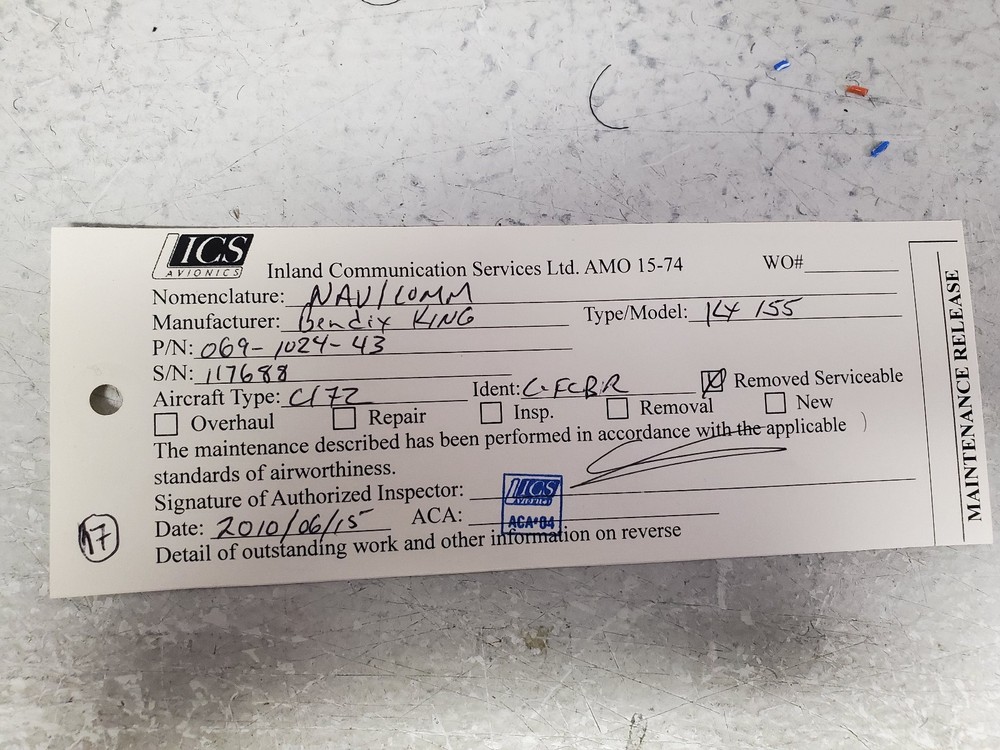 ICS
AVIONICS
Inland Communication Services Ltd. AMO 15-74 WO#
Nomenclature: NAV/COMM
Manufacturer: Bendix KING Type/Model: KX 155
P/N: 069-1024-43
S/N: 117688
Aircraft Type: C172 Ident: C-FCBR Removed Serviceable
Overhaul Repair Insp. Removal New
The maintenance described has been performed in accordance with the applicable
standards of airworthiness.
Signature of Authorized Inspector:
ICS
AVIONICS
ACA*04
Date: 2010/06/15 ACA:
Detail of outstanding work and other information on reverse
17
MAINTENANCE RELEASE